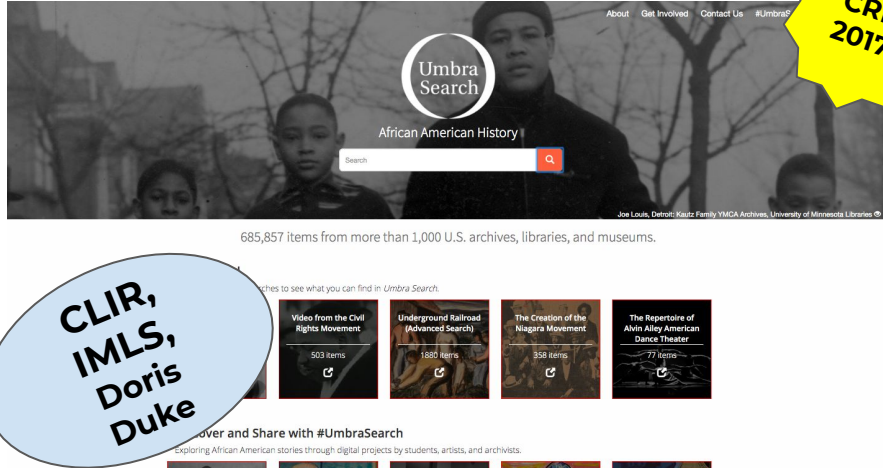 About Get Involved Contact Us
2017
Umbra
Search
African American History
Search
Joe Louis, Detroit: Kautz Family YMCA Archives, University of Minnesota Libraries
685,857 items from more than 1,000 U.S. archives, libraries, and museums.
to see what you can find in Umbra Search.
Video from the Civil
Rights Movement
503 items
Underground Railroad
(Advanced Search)
1880 items
The Creation of the
Niagara Movement
358 items
The Repertoire of
Alvin Ailey American
Dance Theater
77 items
CLIR,
IMLS,
Doris
Duke
and Share with #UmbraSearch
Exploring African American stories through digital projects by students, artists, and archivists.